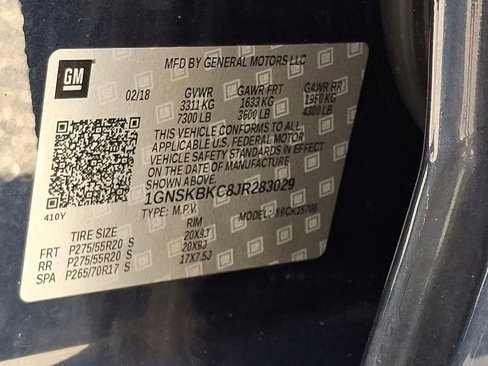 GM
MFD BY GENERAL MOTORS LLC
02/18 GVWR GAWR FRT GAWR RR
3311 KG 1633 KG 1950 KG
7300 LB 3600 LB 4300 LB
THIS VEHICLE CONFORMS TO ALL
APPLICABLE U.S. FEDERAL MOTOR
VEHICLE SAFETY STANDARDS IN EFFECT
ON THE DATE OF MANUFACTURE
SHOWN ABOVE.
1GNSKBKC8JR283029
410Y
TYPE: M.P.V. MODEL:
TIRE SIZE RIM
FRT P275/55R20 S 20X9J
RR P275/55R20 S 20X9J
SPA P265/70R17 S 17X7.5J